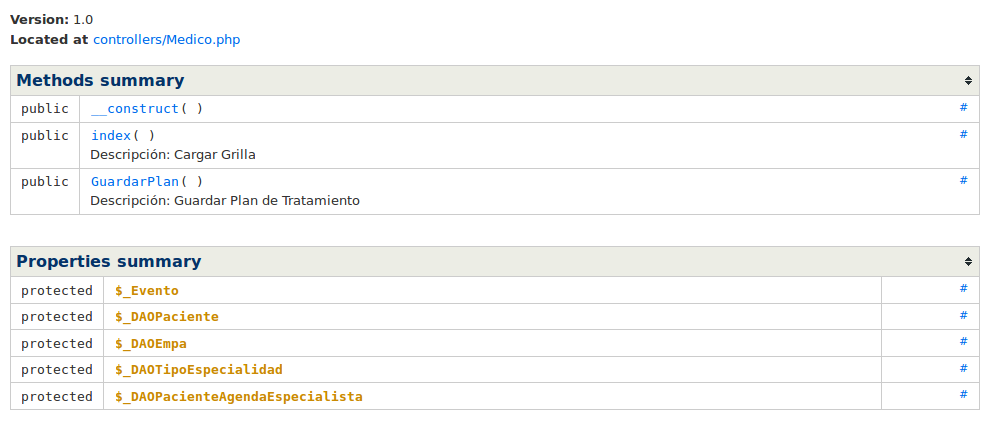 Version: 1.0
Located at controllers/Medico.php
Methods summary
public __construct( ) #
public index( ) #
Descripción: Cargar Grilla
public GuardarPlan( ) #
Descripción: Guardar Plan de Tratamiento
Properties summary
protected $_Evento #
protected $_DAOPaciente #
protected $_DAOEmpa #
protected $_DAOTipoEspecialidad #
protected $_DAOPacienteAgendaEspecialista #